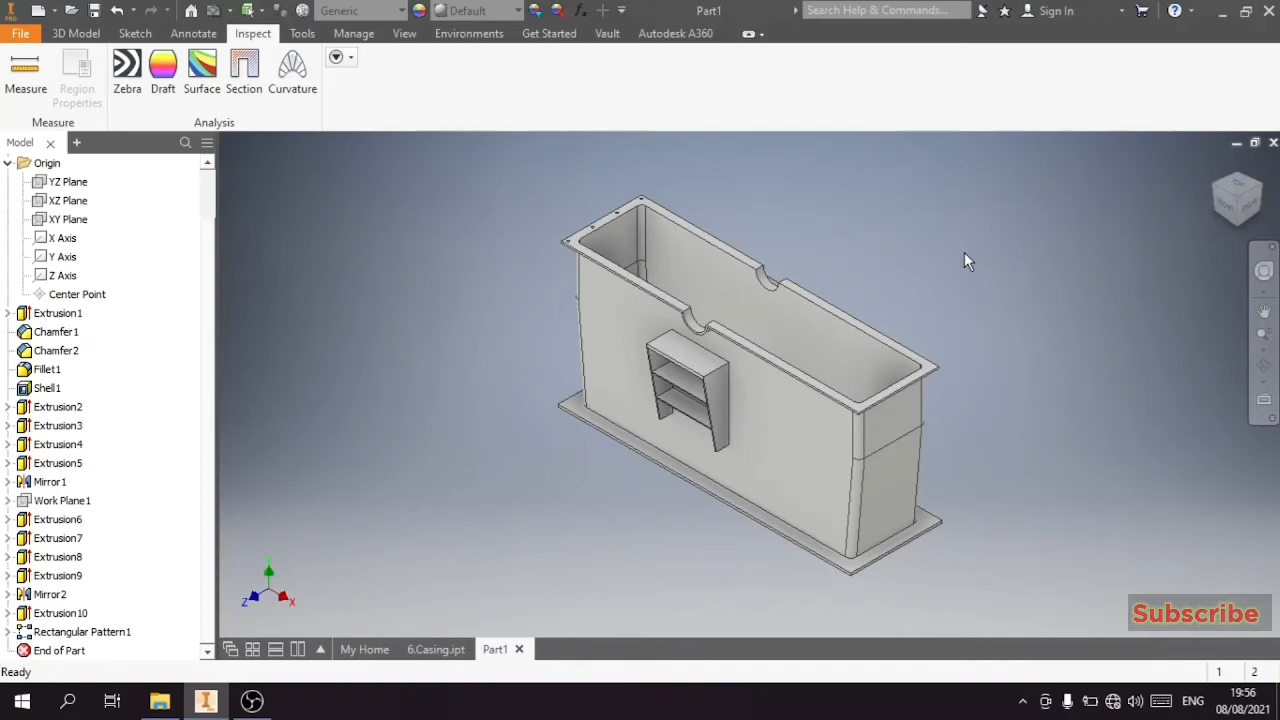 PRO
Generic
Default
fx
Part1
Search Help & Commands...
Sign In
File
3D Model
Sketch
Annotate
Inspect
Tools
Manage
View
Environments
Get Started
Vault
Autodesk A360
Measure
Region
Properties
Zebra
Draft
Surface
Section
Curvature
Measure
Analysis
Model
Origin
YZ Plane
XZ Plane
XY Plane
X Axis
Y Axis
Z Axis
Center Point
Extrusion1
Chamfer1
Chamfer2
Fillet1
Shell1
Extrusion2
Extrusion3
Extrusion4
Extrusion5
Mirror1
Work Plane1
Extrusion6
Extrusion7
Extrusion8
Extrusion9
Mirror2
Extrusion10
Rectangular Pattern1
End of Part
Z
X
Subscribe
My Home
6.Casing.ipt
Part1
Ready
1
2
ENG
19:56
08/08/2021